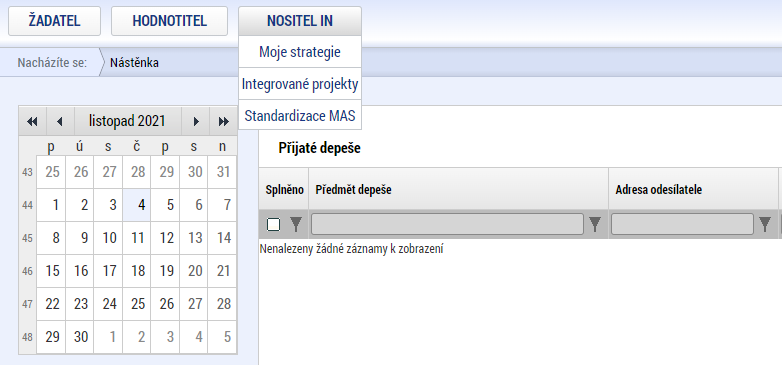 ŽADATEL HODNOTITEL NOSITEL IN
Moje strategie
Nacházíte se: Nástěnka
Integrované projekty
Standardizace MAS
listopad 2021
p ú s č p s n
43 25 26 27 28 29 30 31
44 1 2 3 4 5 6 7
45 8 9 10 11 12 13 14
46 15 16 17 18 19 20 21
47 22 23 24 25 26 27 28
48 29 30 1 2 3 4 5
Přijaté depeše
Splněno Předmět depeše Adresa odesílatele
Nenalezeny žádné záznamy k zobrazení